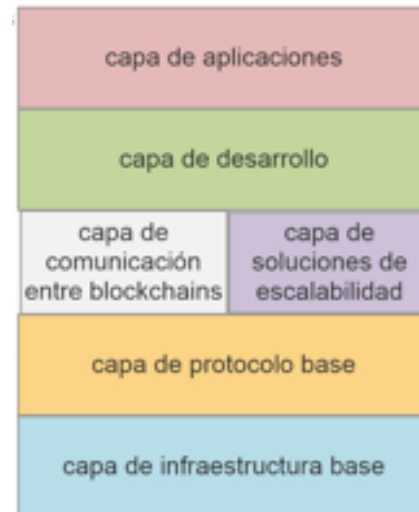 capa de aplicaciones
capa de desarrollo
capa de
comunicación
entre blockchains
capa de
soluciones de
escalabilidad
capa de protocolo base
capa de infraestructura base